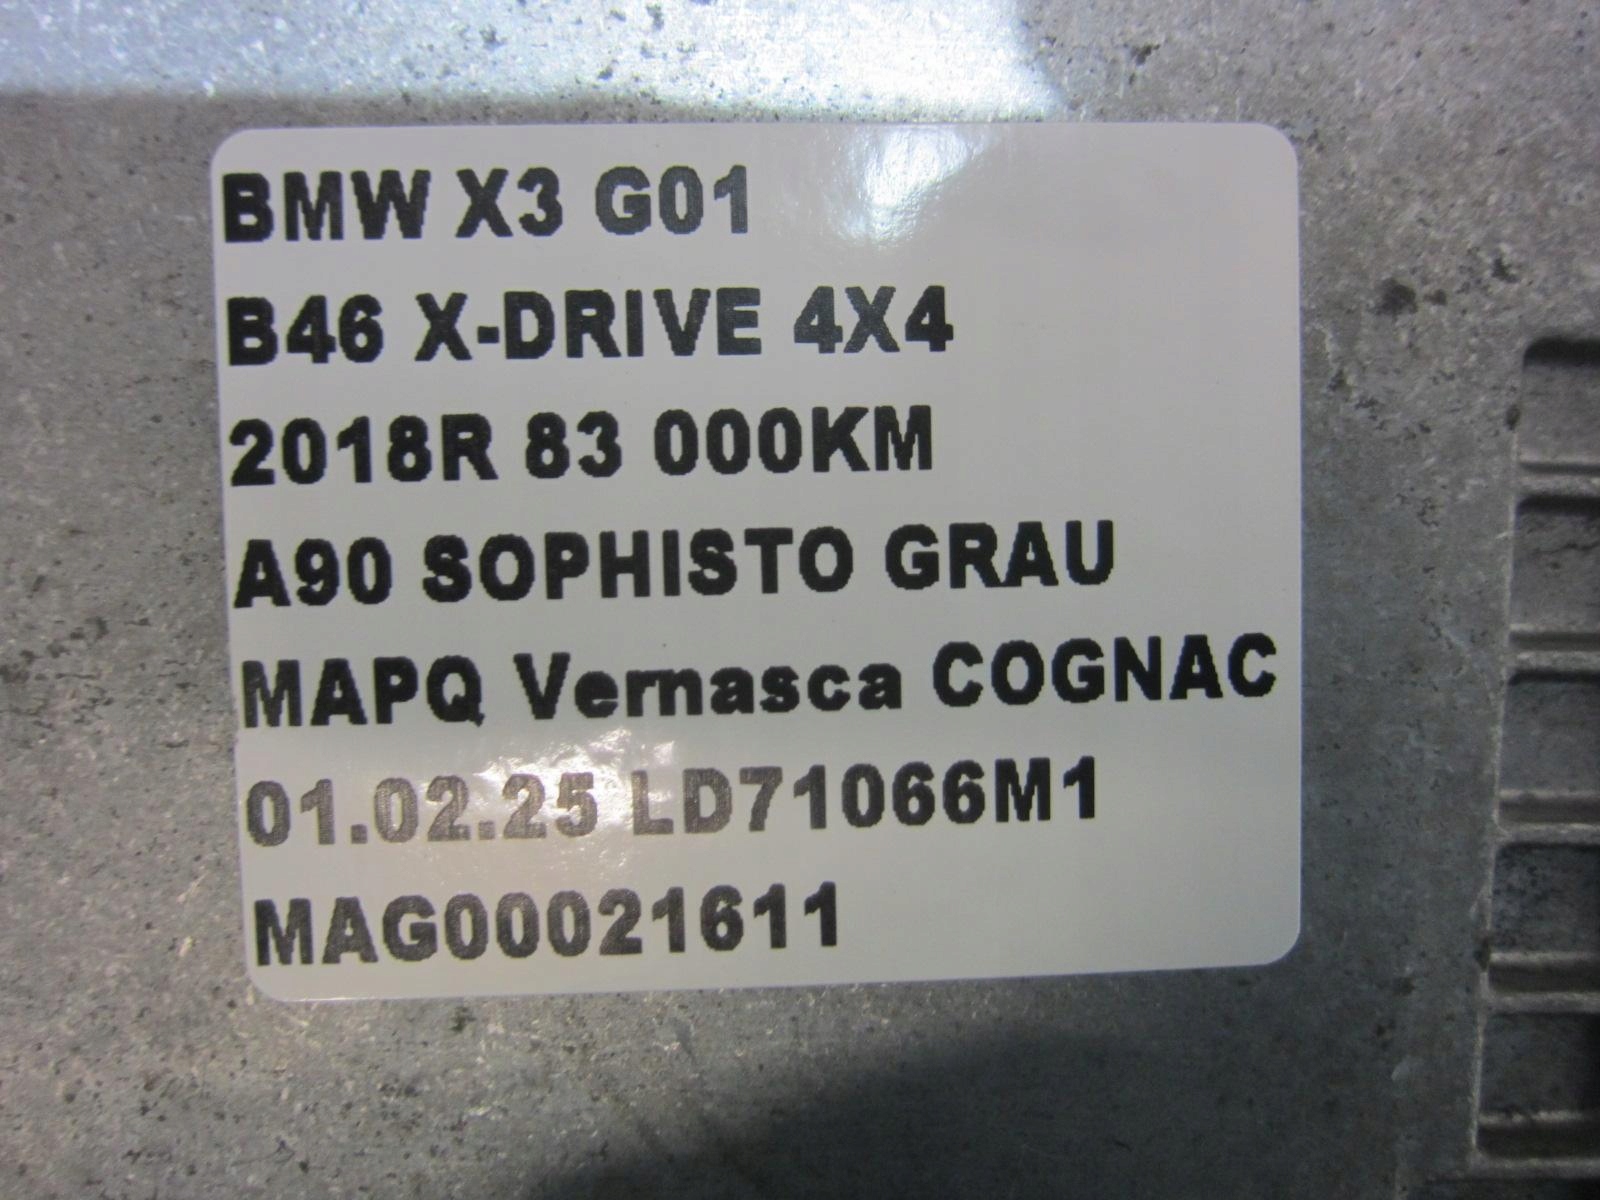 BMW X3 G01
B46 X-DRIVE 4X4
2018R 83 000KM
A90 SOPHISTO GRAU
MAPQ Vernasca COGNAC
01.02.25 LD71066M1
MAG00021611